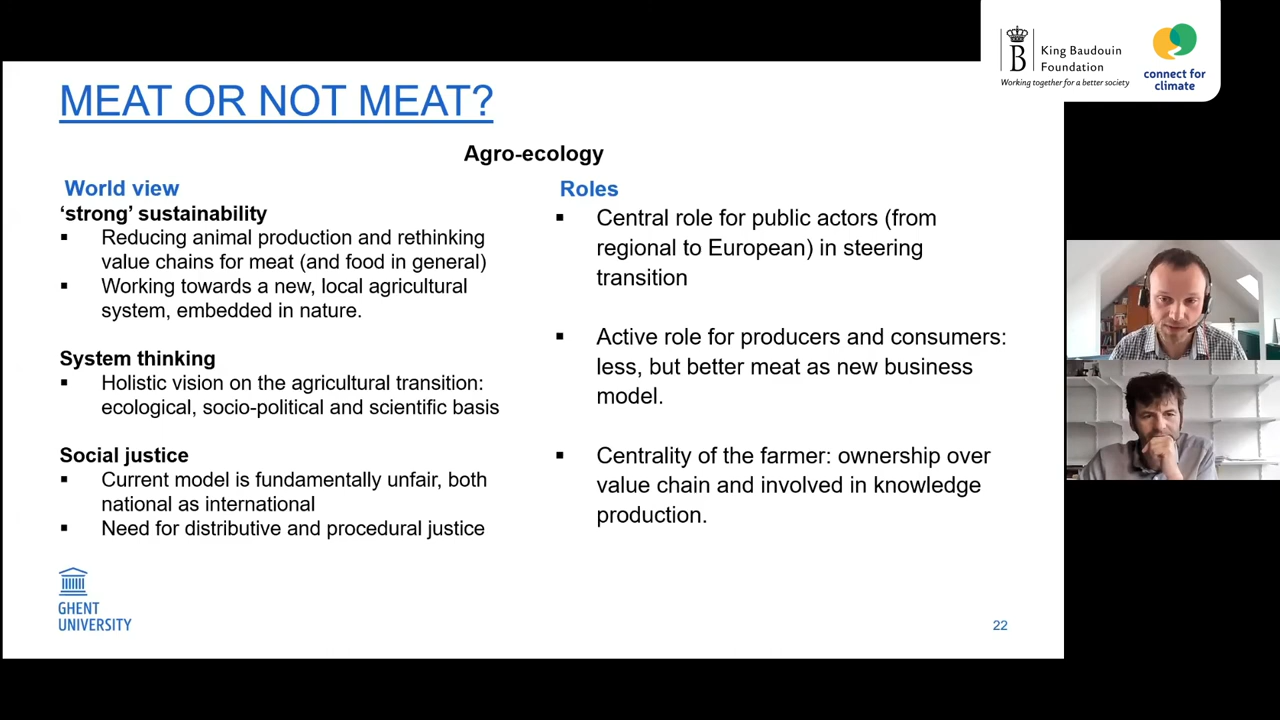 MEAT OR NOT MEAT?
Agro-ecology
World view
‘strong’ sustainability
▪ Reducing animal production and rethinking
value chains for meat (and food in general)
▪ Working towards a new, local agricultural
system, embedded in nature.
System thinking
▪ Holistic vision on the agricultural transition:
ecological, socio-political and scientific basis
Social justice
▪ Current model is fundamentally unfair, both
national as international
▪ Need for distributive and procedural justice
Roles
▪ Central role for public actors (from
regional to European) in steering
transition
▪ Active role for producers and consumers:
less, but better meat as new business
model.
▪ Centrality of the farmer: ownership over
value chain and involved in knowledge
production.
GHENT
UNIVERSITY
22
B
King Baudouin
Foundation
Working together for a better society
connect for
climate